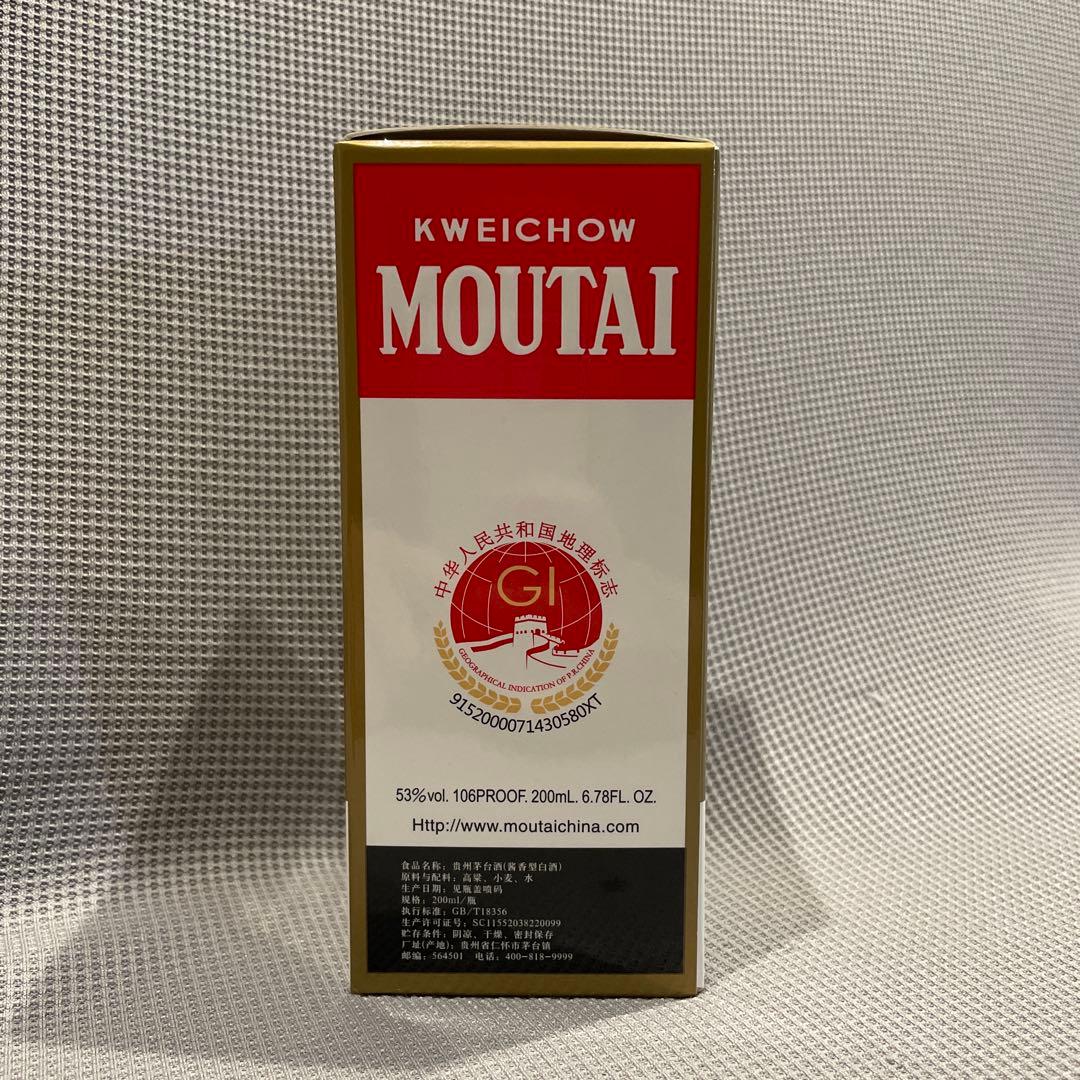 KWEICHOW
MOUTAI
中华人民共和国地理标志
GI
GEOGRAPHICAL INDICATION OF P.R.CHINA
9152000071430580XT
53%vol. 106PROOF. 200mL. 6.78FL. OZ.
Http://www.moutaichina.com
食品名称：贵州茅台酒(酱香型白酒)
原料与配料：高粱、小麦、水
生产日期：见瓶盖喷码
规格：200ml/瓶
执行标准：GB/T18356
生产许可证号：SC11552038220099
贮存条件：阴凉、干燥、密封保存
厂址(产地)：贵州省仁怀市茅台镇
邮编：564501 电话：400-818-9999